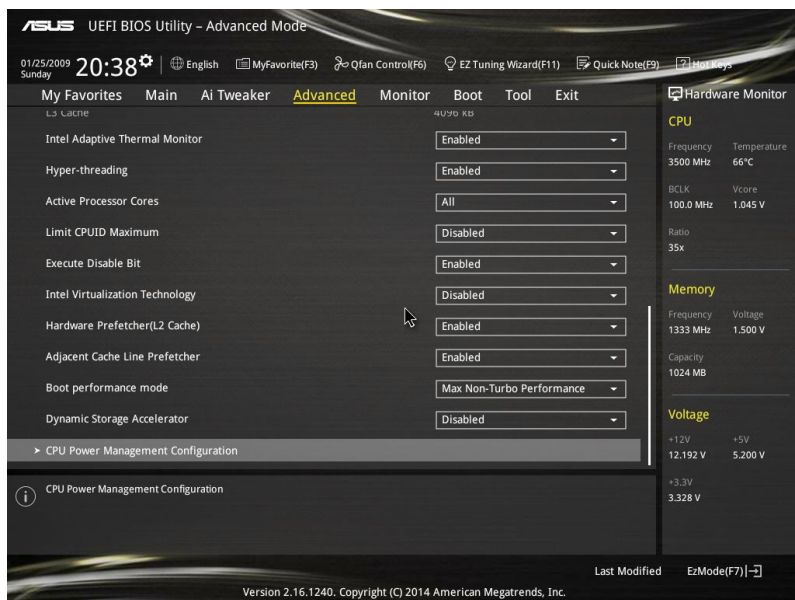 ASUS UEFI BIOS Utility – Advanced Mode
01/25/2009
Sunday
20:38
English
MyFavorite(F3)
Qfan Control(F6)
EZ Tuning Wizard(F11)
Quick Note(F9)
? Hot Keys
My Favorites Main Ai Tweaker Advanced Monitor Boot Tool Exit
L3 Cache 4096 kB
Intel Adaptive Thermal Monitor Enabled
Hyper-threading Enabled
Active Processor Cores All
Limit CPUID Maximum Disabled
Execute Disable Bit Enabled
Intel Virtualization Technology Disabled
Hardware Prefetcher(L2 Cache) Enabled
Adjacent Cache Line Prefetcher Enabled
Boot performance mode Max Non-Turbo Performance
Dynamic Storage Accelerator Disabled
> CPU Power Management Configuration
i CPU Power Management Configuration
Hardware Monitor
CPU
Frequency Temperature
3500 MHz 66°C
BCLK Vcore
100.0 MHz 1.045 V
Ratio
35x
Memory
Frequency Voltage
1333 MHz 1.500 V
Capacity
1024 MB
Voltage
+12V +5V
12.192 V 5.200 V
+3.3V
3.328 V
Last Modified EzMode(F7)
Version 2.16.1240. Copyright (C) 2014 American Megatrends, Inc.